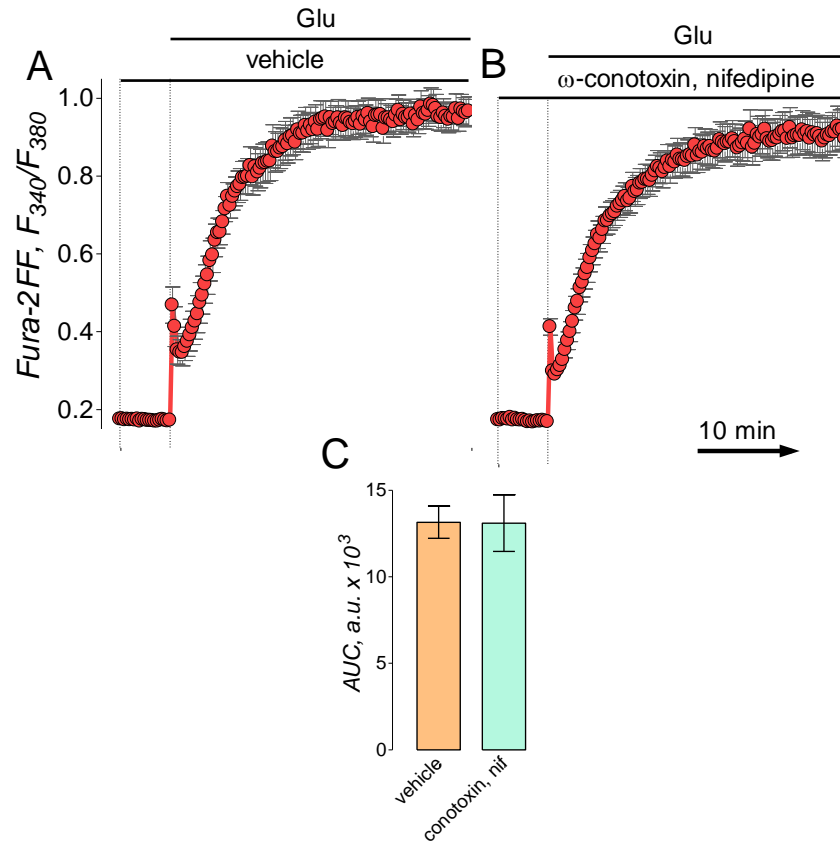 Glu
vehicle
A
Glu
ω-conotoxin, nifedipine
B
Fura-2FF, F340/F380
1.0
0.8
0.6
0.4
0.2
10 min
C
AUC, a.u. x 10³
15
10
5
0
vehicle
conotoxin, nif